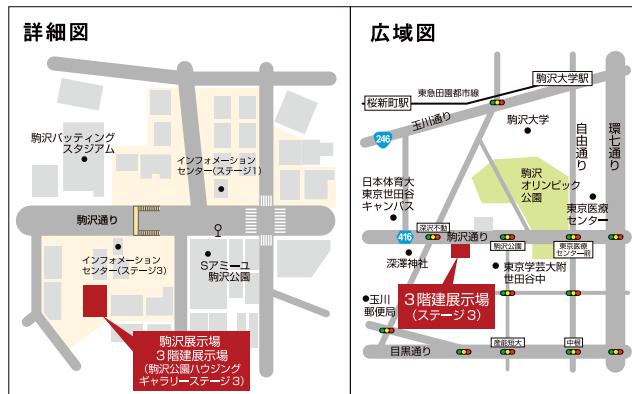 詳細図
駒沢バッティング
スタジアム
インフォメーション
センター(ステージ1)
駒沢通り
インフォメーション
センター(ステージ3)
Sアミーユ
駒沢公園
駒沢展示場
3階建展示場
(駒沢公園ハウジング
ギャラリーステージ3)
広域図
駒沢大学駅
東急田園都市線
桜新町駅
玉川通り
246
駒沢大学
自由通り
環七通り
駒沢
オリンピック
公園
日本体育大
東京世田谷
キャンパス
東京医療
センター
深沢不動
416
駒沢通り
駒沢公園
東京医療
センター前
深澤神社
東京学芸大附
世田谷中
3階建展示場
(ステージ3)
玉川
郵便局
目黒通り
産能短大
中根